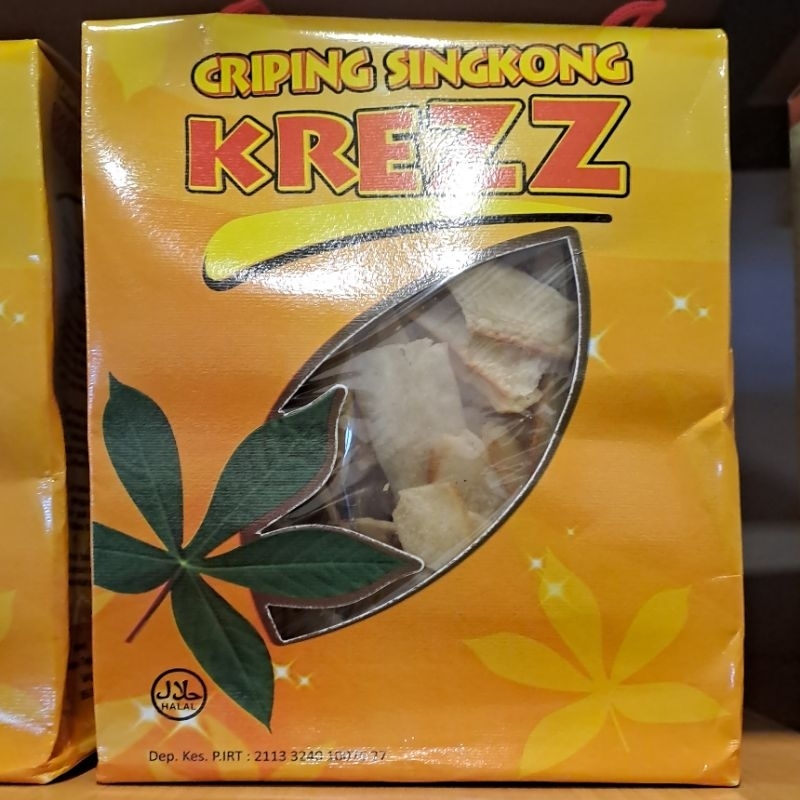 CRIPING SINGKONG
KREZZ
حلال
HALAL
Dep. Kes. P.IRT : 2113 3240